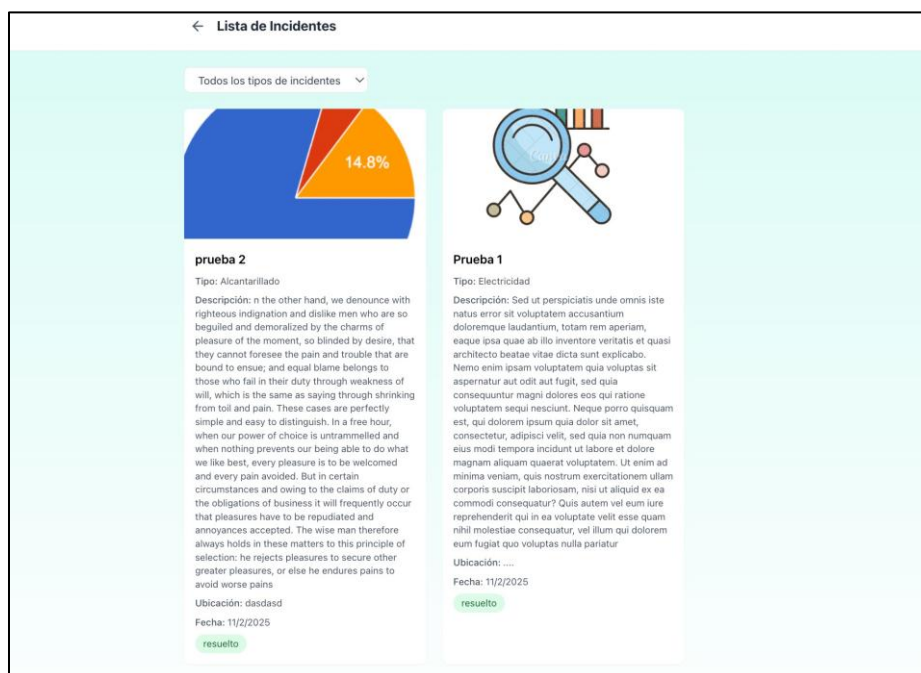 Lista de Incidentes
Todos los tipos de incidentes
14.8%
prueba 2
Tipo: Alcantarillado
Descripción: n the other hand, we denounce with
righteous indignation and dislike men who are so
beguiled and demoralized by the charms of
pleasure of the moment, so blinded by desire, that
they cannot foresee the pain and trouble that are
bound to ensue; and equal blame belongs to
those who fail in their duty through weakness of
will, which is the same as saying through shrinking
from toil and pain. These cases are perfectly
simple and easy to distinguish. In a free hour,
when our power of choice is untrammelled and
when nothing prevents our being able to do what
we like best, every pleasure is to be welcomed
and every pain avoided. But in certain
circumstances and owing to the claims of duty or
the obligations of business it will frequently occur
that pleasures have to be repudiated and
annoyances accepted. The wise man therefore
always holds in these matters to this principle of
selection: he rejects pleasures to secure other
greater pleasures, or else he endures pains to
avoid worse pains
Ubicación: dasdasd
Fecha: 11/2/2025
resuelto
Prueba 1
Tipo: Electricidad
Descripción: Sed ut perspiciatis unde omnis iste
natus error sit voluptatem accusantium
doloremque laudantium, totam rem aperiam,
eaque ipsa quae ab illo inventore veritatis et quasi
architecto beatae vitae dicta sunt explicabo.
Nemo enim ipsam voluptatem quia voluptas sit
aspernatur aut odit aut fugit, sed quia
consequuntur magni dolores eos qui ratione
voluptatem sequi nesciunt. Neque porro quisquam
est, qui dolorem ipsum quia dolor sit amet,
consectetur, adipisci velit, sed quia non numquam
eius modi tempora incidunt ut labore et dolore
magnam aliquam quaerat voluptatem. Ut enim ad
minima veniam, quis nostrum exercitationem ullam
corporis suscipit laboriosam, nisi ut aliquid ex ea
commodi consequatur? Quis autem vel eum iure
reprehenderit qui in ea voluptate velit esse quam
nihil molestiae consequatur, vel illum qui dolorem
eum fugiat quo voluptas nulla pariatur
Ubicación: ....
Fecha: 11/2/2025
resuelto